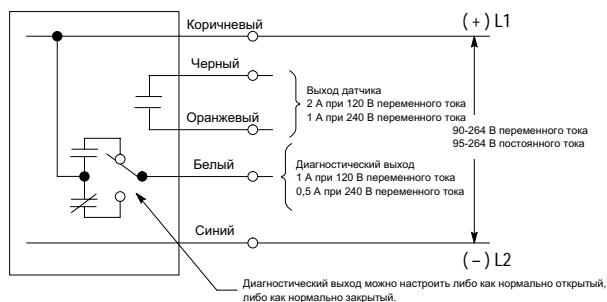 Коричневый
(+) L1
Черный
Выход датчика
2 А при 120 В переменного тока
1 А при 240 В переменного тока
Оранжевый
90-264 В переменного тока
95-264 В постоянного тока
Белый
Диагностический выход
1 А при 120 В переменного тока
0,5 А при 240 В переменного тока
Синий
(–) L2
Диагностический выход можно настроить либо как нормально открытый,
либо как нормально закрытый.